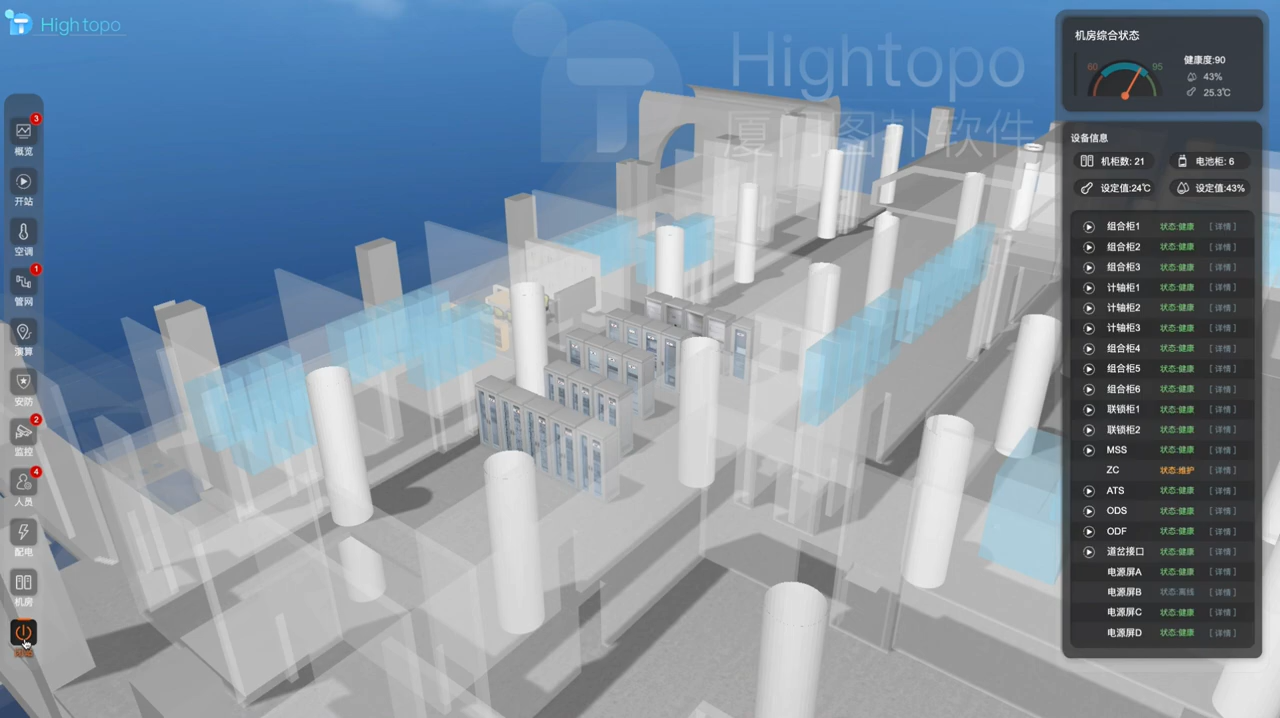 Hightopo
Hightopo
厦门图扑软件
3
概览
开站
空调
1
管网
演算
安防
2
监控
4
人员
配电
机房
机房综合状态
60
95
健康度:90
43%
25.3℃
设备信息
机柜数: 21
电池柜: 6
设定值:24℃
设定值:43%
组合柜1 状态:健康 [ 详情 ]
组合柜2 状态:健康 [ 详情 ]
组合柜3 状态:健康 [ 详情 ]
计轴柜1 状态:健康 [ 详情 ]
计轴柜2 状态:健康 [ 详情 ]
计轴柜3 状态:健康 [ 详情 ]
组合柜4 状态:健康 [ 详情 ]
组合柜5 状态:健康 [ 详情 ]
组合柜6 状态:健康 [ 详情 ]
联锁柜1 状态:健康 [ 详情 ]
联锁柜2 状态:健康 [ 详情 ]
MSS 状态:健康 [ 详情 ]
ZC 状态:维护 [ 详情 ]
ATS 状态:健康 [ 详情 ]
ODS 状态:健康 [ 详情 ]
ODF 状态:健康 [ 详情 ]
道岔接口 状态:健康 [ 详情 ]
电源屏A 状态:健康 [ 详情 ]
电源屏B 状态:离线 [ 详情 ]
电源屏C 状态:健康 [ 详情 ]
电源屏D 状态:健康 [ 详情 ]